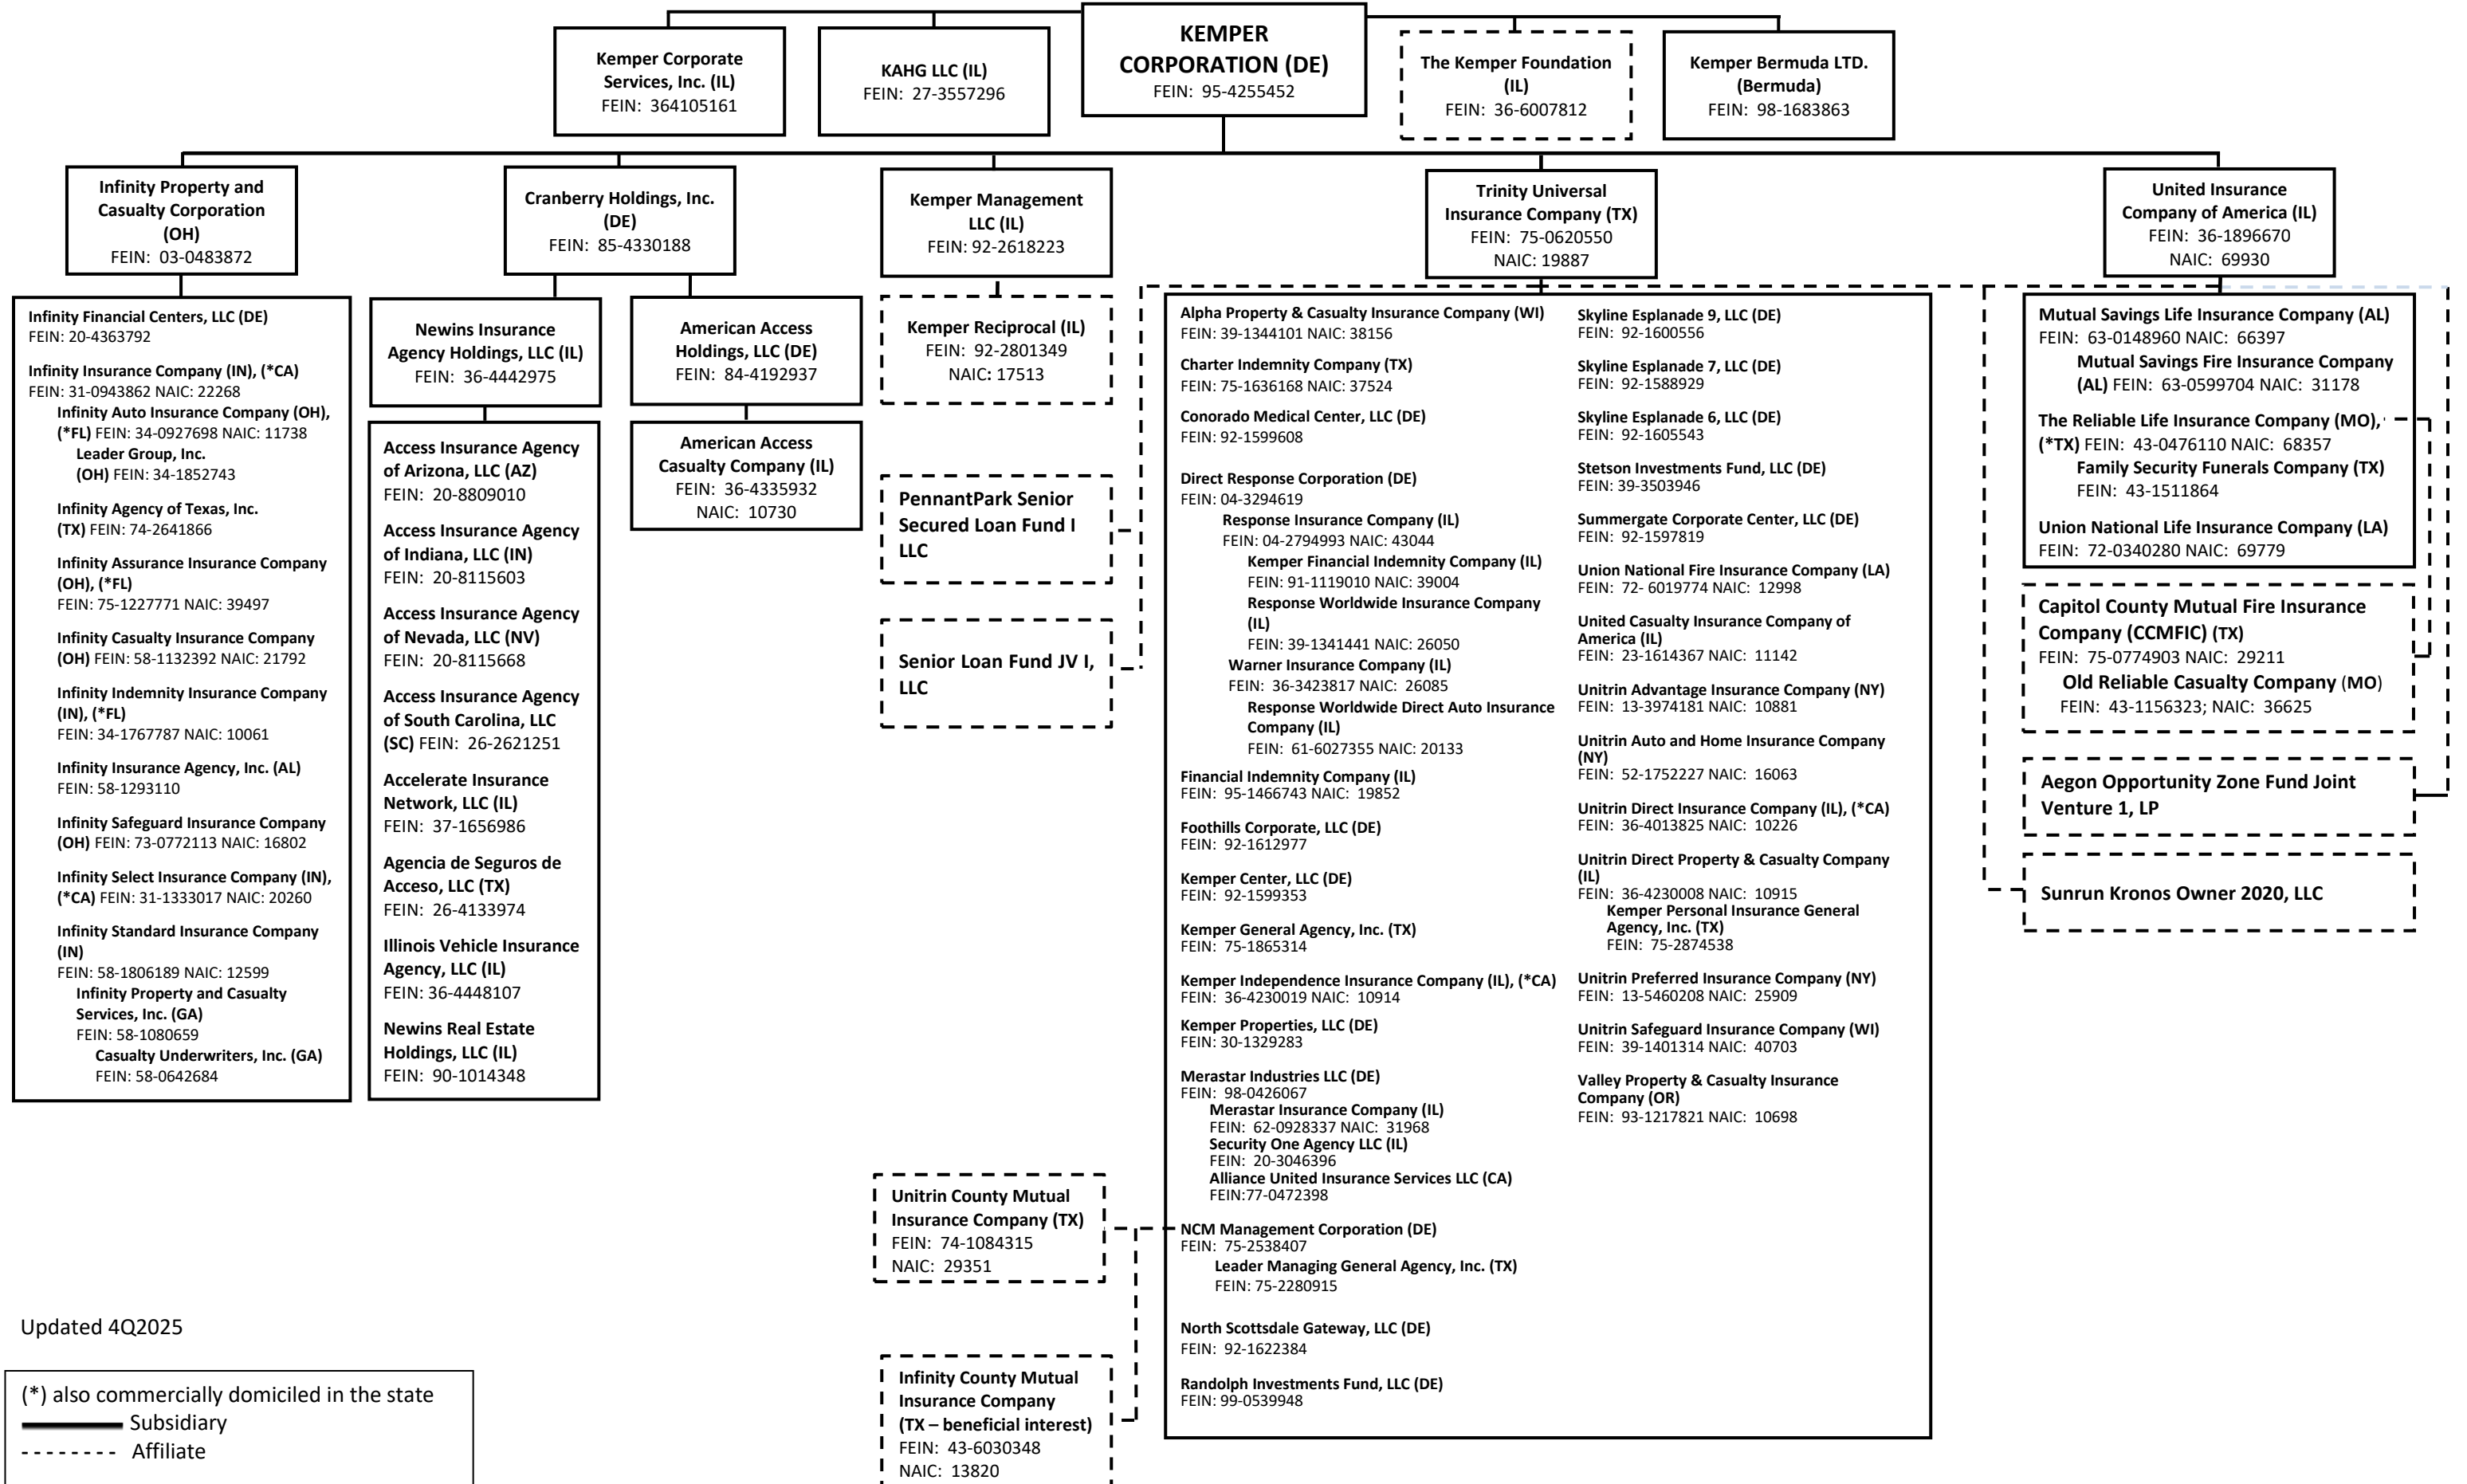 KEMPER
CORPORATION (DE)
FEIN: 95-4255452
Kemper Corporate
Services, Inc. (IL)
FEIN: 364105161
KAHG LLC (IL)
FEIN: 27-3557296
The Kemper Foundation
(IL)
FEIN: 36-6007812
Kemper Bermuda LTD.
(Bermuda)
FEIN: 98-1683863
Infinity Property and
Casualty Corporation
(OH)
FEIN: 03-0483872
Cranberry Holdings, Inc.
(DE)
FEIN: 85-4330188
Kemper Management
LLC (IL)
FEIN: 92-2618223
Trinity Universal
Insurance Company (TX)
FEIN: 75-0620550
NAIC: 19887
United Insurance
Company of America (IL)
FEIN: 36-1896670
NAIC: 69930
Infinity Financial Centers, LLC (DE)
FEIN: 20-4363792
Infinity Insurance Company (IN), (*CA)
FEIN: 31-0943862 NAIC: 22268
Infinity Auto Insurance Company (OH),
(*FL) FEIN: 34-0927698 NAIC: 11738
Leader Group, Inc.
(OH) FEIN: 34-1852743
Infinity Agency of Texas, Inc.
(TX) FEIN: 74-2641866
Infinity Assurance Insurance Company
(OH), (*FL)
FEIN: 75-1227771 NAIC: 39497
Infinity Casualty Insurance Company
(OH) FEIN: 58-1132392 NAIC: 21792
Infinity Indemnity Insurance Company
(IN), (*FL)
FEIN: 34-1767787 NAIC: 10061
Infinity Insurance Agency, Inc. (AL)
FEIN: 58-1293110
Infinity Safeguard Insurance Company
(OH) FEIN: 73-0772113 NAIC: 16802
Infinity Select Insurance Company (IN),
(*CA) FEIN: 31-1333017 NAIC: 20260
Infinity Standard Insurance Company
(IN)
FEIN: 58-1806189 NAIC: 12599
Infinity Property and Casualty
Services, Inc. (GA)
FEIN: 58-1080659
Casualty Underwriters, Inc. (GA)
FEIN: 58-0642684
Newins Insurance
Agency Holdings, LLC (IL)
FEIN: 36-4442975
Access Insurance Agency
of Arizona, LLC (AZ)
FEIN: 20-8809010
Access Insurance Agency
of Indiana, LLC (IN)
FEIN: 20-8115603
Access Insurance Agency
of Nevada, LLC (NV)
FEIN: 20-8115668
Access Insurance Agency
of South Carolina, LLC
(SC) FEIN: 26-2621251
Accelerate Insurance
Network, LLC (IL)
FEIN: 37-1656986
Agencia de Seguros de
Acceso, LLC (TX)
FEIN: 26-4133974
Illinois Vehicle Insurance
Agency, LLC (IL)
FEIN: 36-4448107
Newins Real Estate
Holdings, LLC (IL)
FEIN: 90-1014348
American Access
Holdings, LLC (DE)
FEIN: 84-4192937
American Access
Casualty Company (IL)
FEIN: 36-4335932
NAIC: 10730
Kemper Reciprocal (IL)
FEIN: 92-2801349
NAIC: 17513
PennantPark Senior
Secured Loan Fund I
LLC
Senior Loan Fund JV I,
LLC
Unitrin County Mutual
Insurance Company (TX)
FEIN: 74-1084315
NAIC: 29351
Infinity County Mutual
Insurance Company
(TX – beneficial interest)
FEIN: 43-6030348
NAIC: 13820
Alpha Property & Casualty Insurance Company (WI)
FEIN: 39-1344101 NAIC: 38156
Charter Indemnity Company (TX)
FEIN: 75-1636168 NAIC: 37524
Conorado Medical Center, LLC (DE)
FEIN: 92-1599608
Direct Response Corporation (DE)
FEIN: 04-3294619
Response Insurance Company (IL)
FEIN: 04-2794993 NAIC: 43044
Kemper Financial Indemnity Company (IL)
FEIN: 91-1119010 NAIC: 39004
Response Worldwide Insurance Company
(IL)
FEIN: 39-1341441 NAIC: 26050
Warner Insurance Company (IL)
FEIN: 36-3423817 NAIC: 26085
Response Worldwide Direct Auto Insurance
Company (IL)
FEIN: 61-6027355 NAIC: 20133
Financial Indemnity Company (IL)
FEIN: 95-1466743 NAIC: 19852
Foothills Corporate, LLC (DE)
FEIN: 92-1612977
Kemper Center, LLC (DE)
FEIN: 92-1599353
Kemper General Agency, Inc. (TX)
FEIN: 75-1865314
Kemper Independence Insurance Company (IL), (*CA)
FEIN: 36-4230019 NAIC: 10914
Kemper Properties, LLC (DE)
FEIN: 30-1329283
Merastar Industries LLC (DE)
FEIN: 98-0426067
Merastar Insurance Company (IL)
FEIN: 62-0928337 NAIC: 31968
Security One Agency LLC (IL)
FEIN: 20-3046396
Alliance United Insurance Services LLC (CA)
FEIN:77-0472398
NCM Management Corporation (DE)
FEIN: 75-2538407
Leader Managing General Agency, Inc. (TX)
FEIN: 75-2280915
North Scottsdale Gateway, LLC (DE)
FEIN: 92-1622384
Randolph Investments Fund, LLC (DE)
FEIN: 99-0539948
Skyline Esplanade 9, LLC (DE)
FEIN: 92-1600556
Skyline Esplanade 7, LLC (DE)
FEIN: 92-1588929
Skyline Esplanade 6, LLC (DE)
FEIN: 92-1605543
Stetson Investments Fund, LLC (DE)
FEIN: 39-3503946
Summergate Corporate Center, LLC (DE)
FEIN: 92-1597819
Union National Fire Insurance Company (LA)
FEIN: 72- 6019774 NAIC: 12998
United Casualty Insurance Company of
America (IL)
FEIN: 23-1614367 NAIC: 11142
Unitrin Advantage Insurance Company (NY)
FEIN: 13-3974181 NAIC: 10881
Unitrin Auto and Home Insurance Company
(NY)
FEIN: 52-1752227 NAIC: 16063
Unitrin Direct Insurance Company (IL), (*CA)
FEIN: 36-4013825 NAIC: 10226
Unitrin Direct Property & Casualty Company
(IL)
FEIN: 36-4230008 NAIC: 10915
Kemper Personal Insurance General
Agency, Inc. (TX)
FEIN: 75-2874538
Unitrin Preferred Insurance Company (NY)
FEIN: 13-5460208 NAIC: 25909
Unitrin Safeguard Insurance Company (WI)
FEIN: 39-1401314 NAIC: 40703
Valley Property & Casualty Insurance
Company (OR)
FEIN: 93-1217821 NAIC: 10698
Mutual Savings Life Insurance Company (AL)
FEIN: 63-0148960 NAIC: 66397
Mutual Savings Fire Insurance Company
(AL) FEIN: 63-0599704 NAIC: 31178
The Reliable Life Insurance Company (MO),
(*TX) FEIN: 43-0476110 NAIC: 68357
Family Security Funerals Company (TX)
FEIN: 43-1511864
Union National Life Insurance Company (LA)
FEIN: 72-0340280 NAIC: 69779
Capitol County Mutual Fire Insurance
Company (CCMFIC) (TX)
FEIN: 75-0774903 NAIC: 29211
Old Reliable Casualty Company (MO)
FEIN: 43-1156323; NAIC: 36625
Aegon Opportunity Zone Fund Joint
Venture 1, LP
Sunrun Kronos Owner 2020, LLC
Updated 4Q2025
(*) also commercially domiciled in the state
Subsidiary
Affiliate